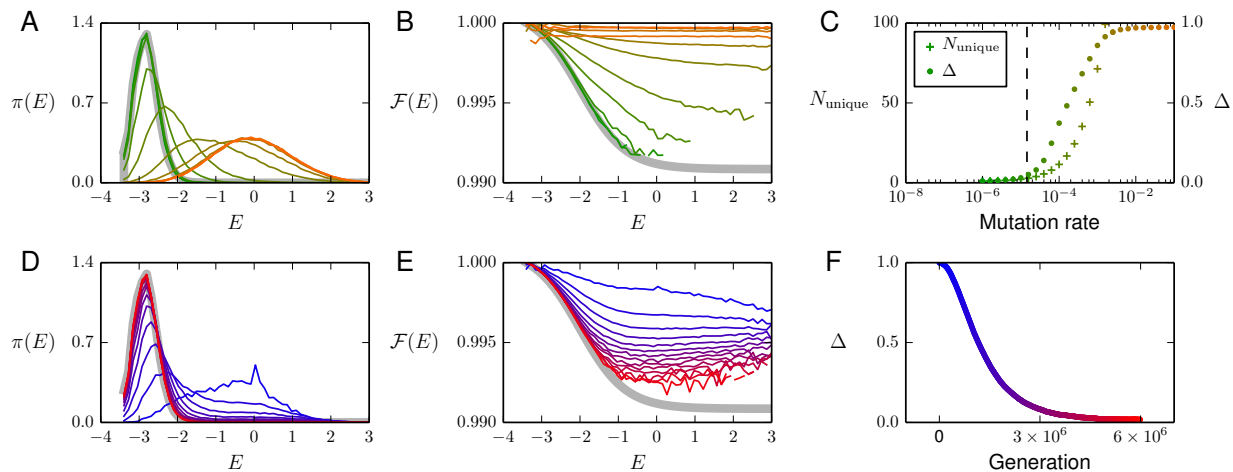 A
1.4
0.7
0.0
π(E)
−4 −3 −2 −1 0 1 2 3
E
B
1.000
0.995
0.990
F(E)
−4 −3 −2 −1 0 1 2 3
E
C
100
50
0
N_unique
1.0
0.5
0.0
Δ
N_unique
Δ
10^−8 10^−6 10^−4 10^−2
Mutation rate
D
1.4
0.7
0.0
π(E)
−4 −3 −2 −1 0 1 2 3
E
E
1.000
0.995
0.990
F(E)
−4 −3 −2 −1 0 1 2 3
E
F
1.0
0.5
0.0
Δ
0 3 × 10^6 6 × 10^6
Generation